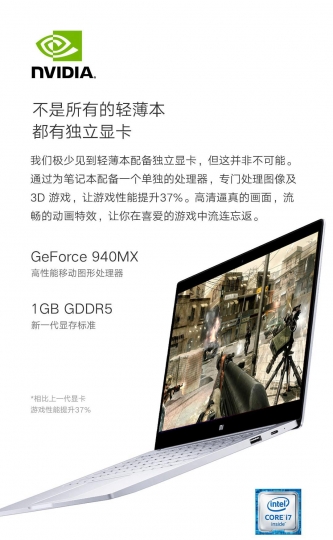 NVIDIA.
不是所有的轻薄本
都有独立显卡
我们极少见到轻薄本配备独立显卡，但这并非不可能。
通过为笔记本配备一个单独的处理器，专门处理图像及
3D 游戏，让游戏性能提升37%。高清逼真的画面，流
畅的动画特效，让你在喜爱的游戏中流连忘返。
GeForce 940MX
高性能移动图形处理器
1GB GDDR5
新一代显存标准
*相比上一代显卡
游戏性能提升37%
intel
CORE i7
inside